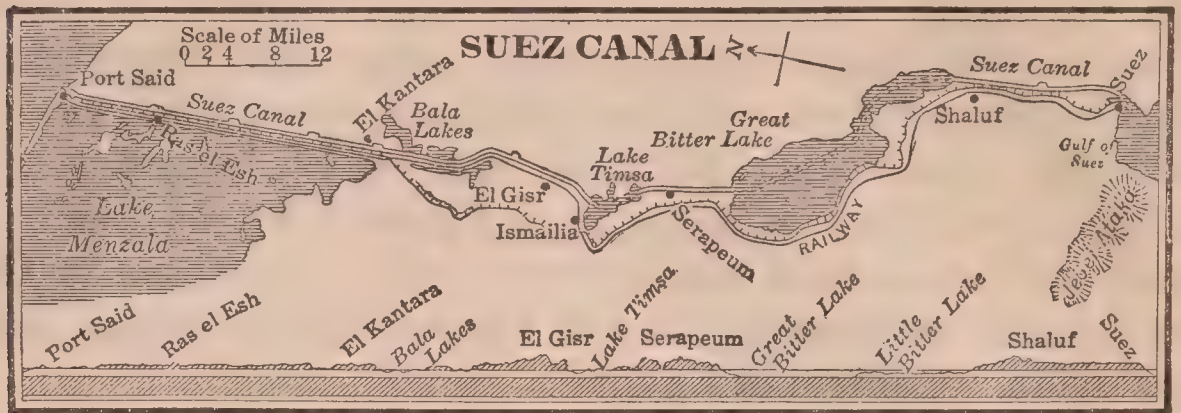 SUEZ CANAL
N
Scale of Miles
0 2 4 8 12
Port Said
Suez Canal
Ras el Esh
Lake
Menzala
El Kantara
Bala
Lakes
El Gisr
Ismailia
Lake
Timsa
Serapeum
Great
Bitter Lake
RAILWAY
Shaluf
Suez Canal
Suez
Gulf of
Suez
Jebel Ataka
Port Said
Ras el Esh
El Kantara
Bala
Lakes
El Gisr
Lake Timsa
Serapeum
Great
Bitter Lake
Little
Bitter Lake
Shaluf
Suez